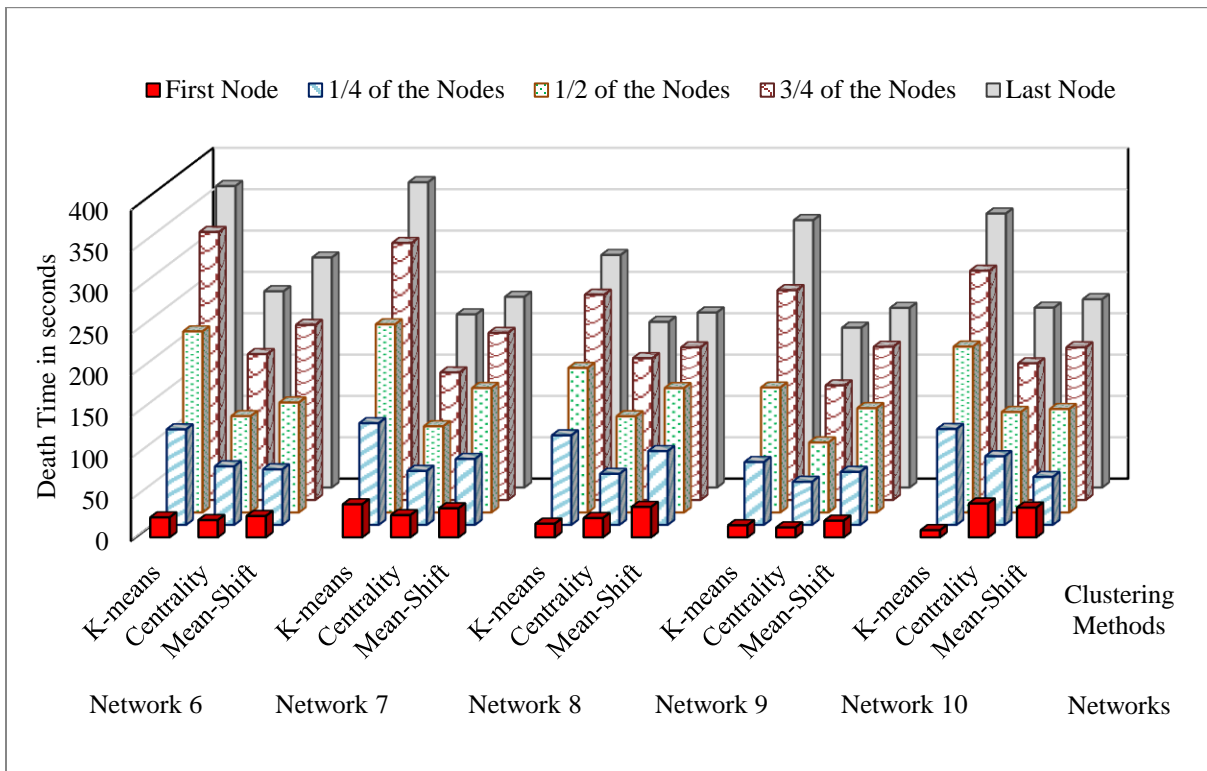 First Node 1/4 of the Nodes 1/2 of the Nodes 3/4 of the Nodes Last Node
Death Time in seconds
400
350
300
250
200
150
100
50
0
K-means
Centrality
Mean-Shift
K-means
Centrality
Mean-Shift
K-means
Centrality
Mean-Shift
K-means
Centrality
Mean-Shift
K-means
Centrality
Mean-Shift
Clustering
Methods
Network 6 Network 7 Network 8 Network 9 Network 10 Networks